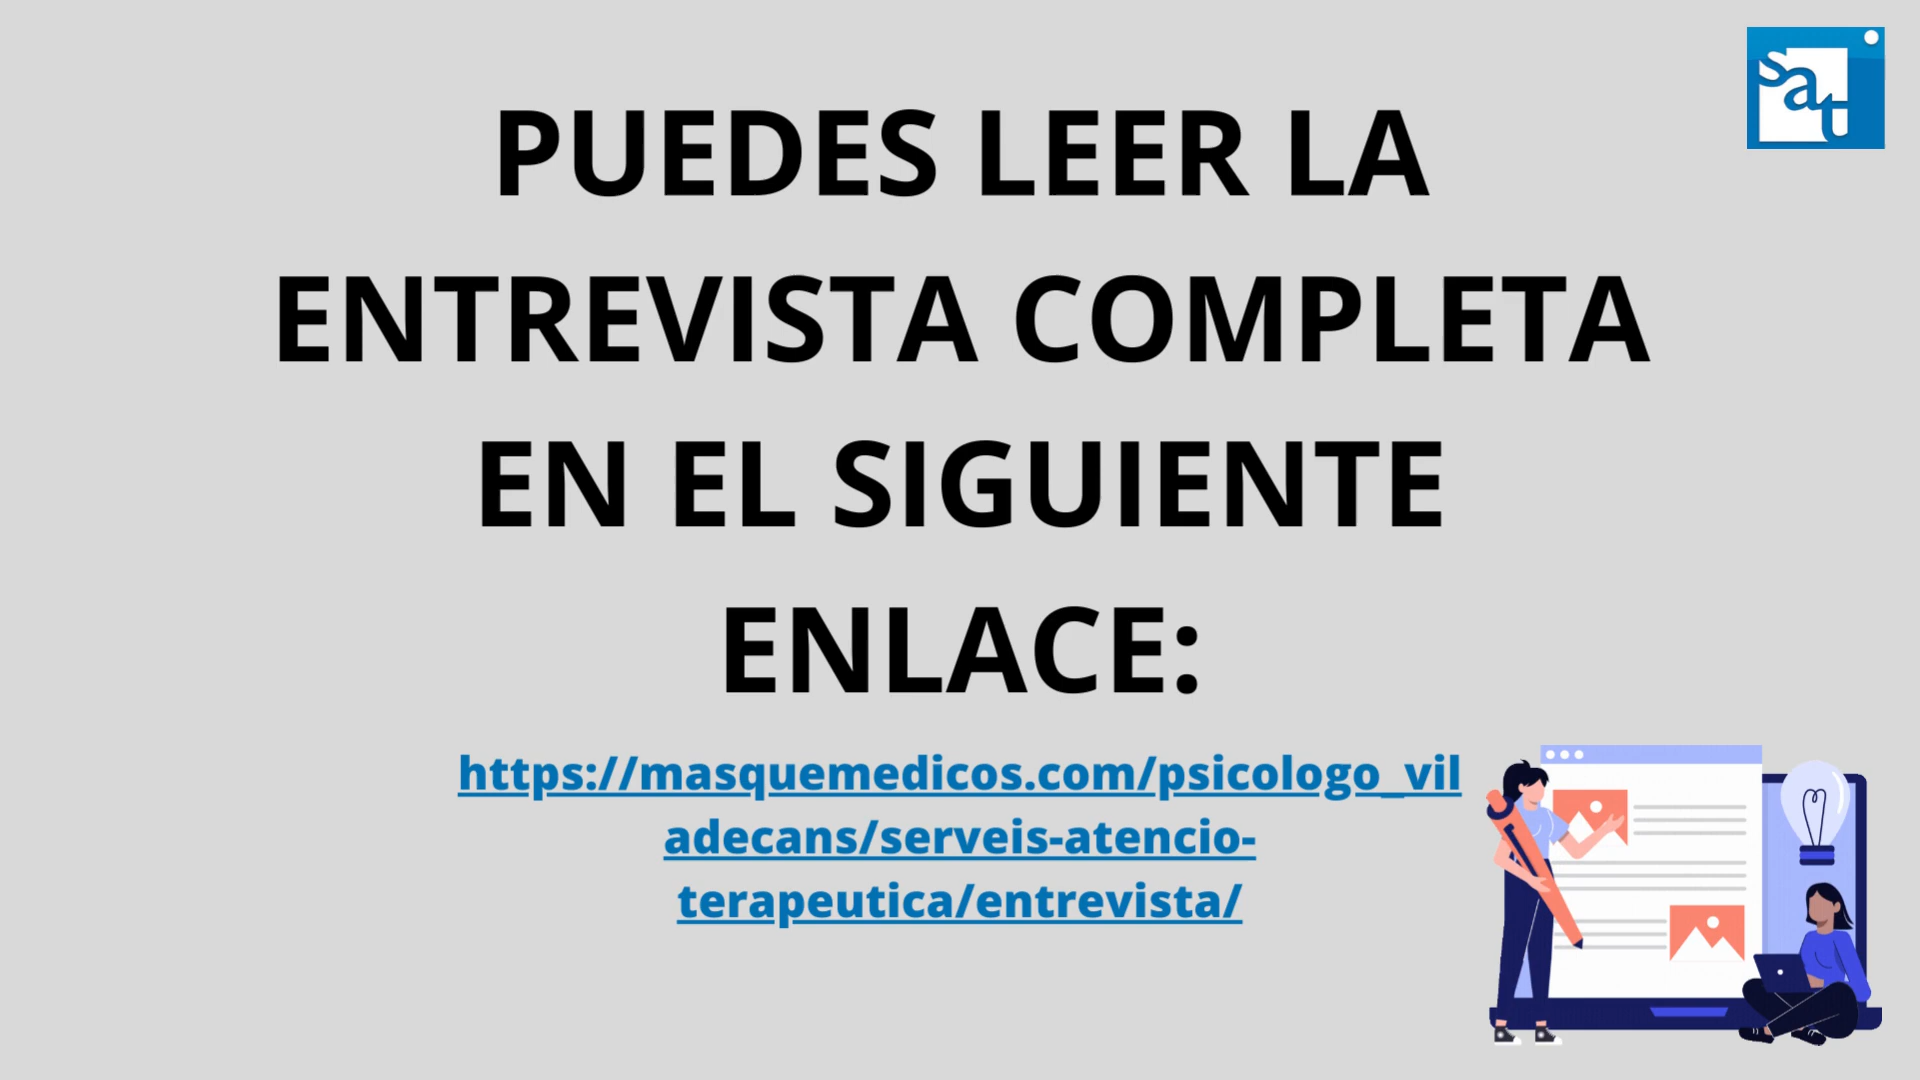 sat
PUEDES LEER LA
ENTREVISTA COMPLETA
EN EL SIGUIENTE
ENLACE:
https://masquemedicos.com/psicologo_vil
adecans/serveis-atencio-
terapeutica/entrevista/